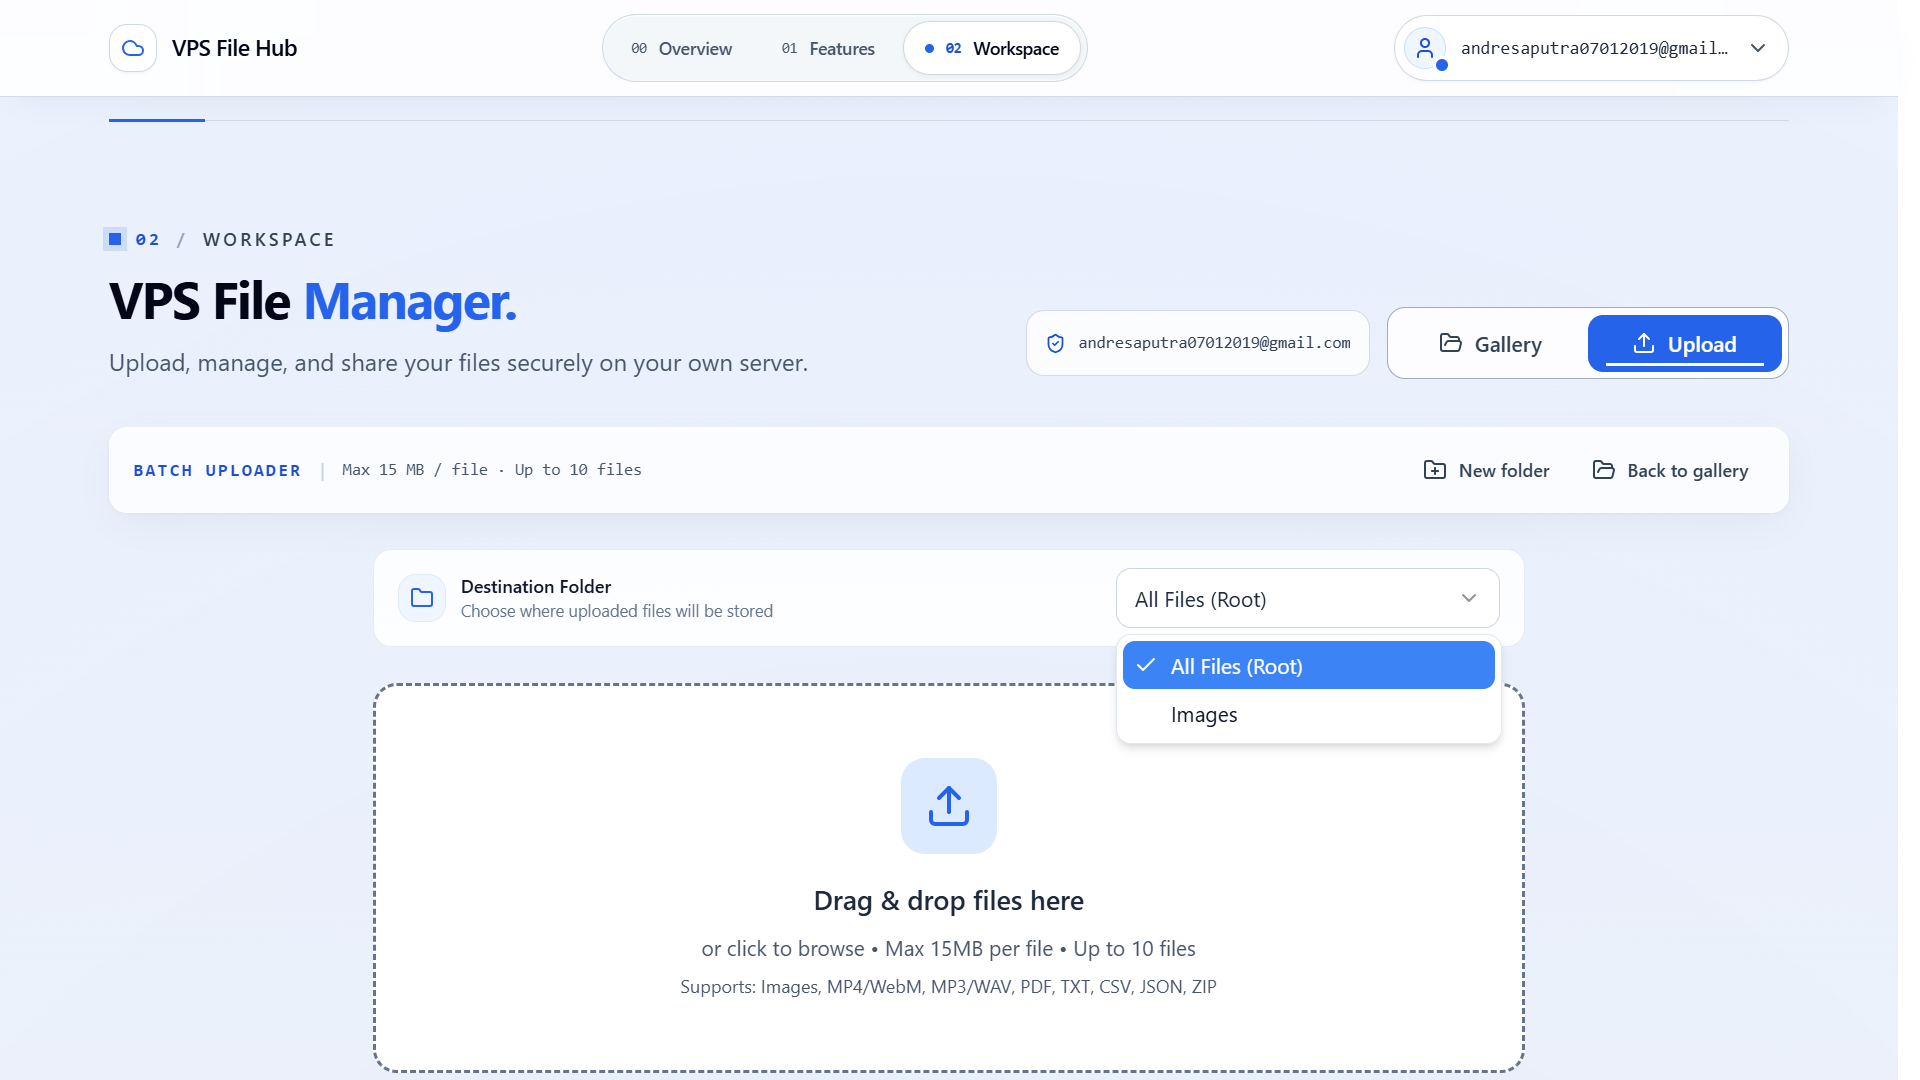 VPS File Hub
00 Overview
01 Features
02 Workspace
andresaputra07012019@gmail...
02 / WORKSPACE
VPS File Manager.
Upload, manage, and share your files securely on your own server.
andresaputra07012019@gmail.com
Gallery
Upload
BATCH UPLOADER | Max 15 MB / file · Up to 10 files
New folder
Back to gallery
Destination Folder
Choose where uploaded files will be stored
All Files (Root)
All Files (Root)
Images
Drag & drop files here
or click to browse • Max 15MB per file • Up to 10 files
Supports: Images, MP4/WebM, MP3/WAV, PDF, TXT, CSV, JSON, ZIP